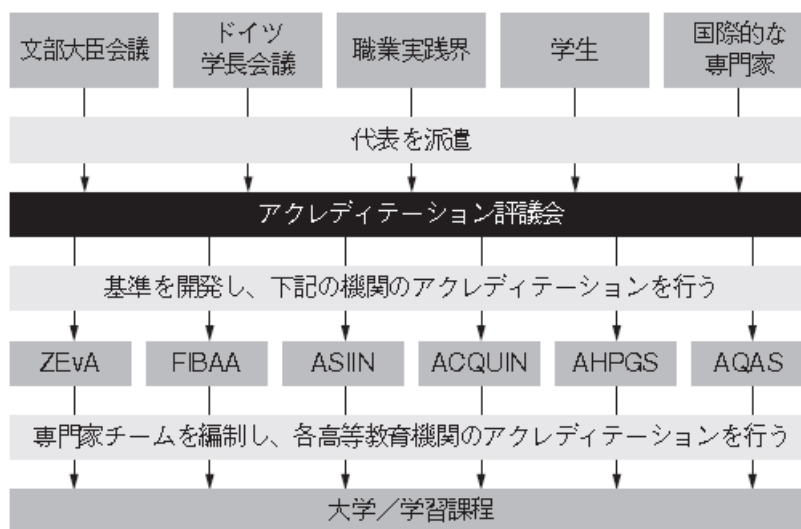 文部大臣会議
ドイツ
学長会議
職業実践界
学生
国際的な
専門家
代表を派遣
アクレディテーション評議会
基準を開発し、下記の機関のアクレディテーションを行う
ZEvA
FIBAA
ASIIN
ACQUIN
AHPGS
AQAS
専門家チームを編制し、各高等教育機関のアクレディテーションを行う
大学／学習課程